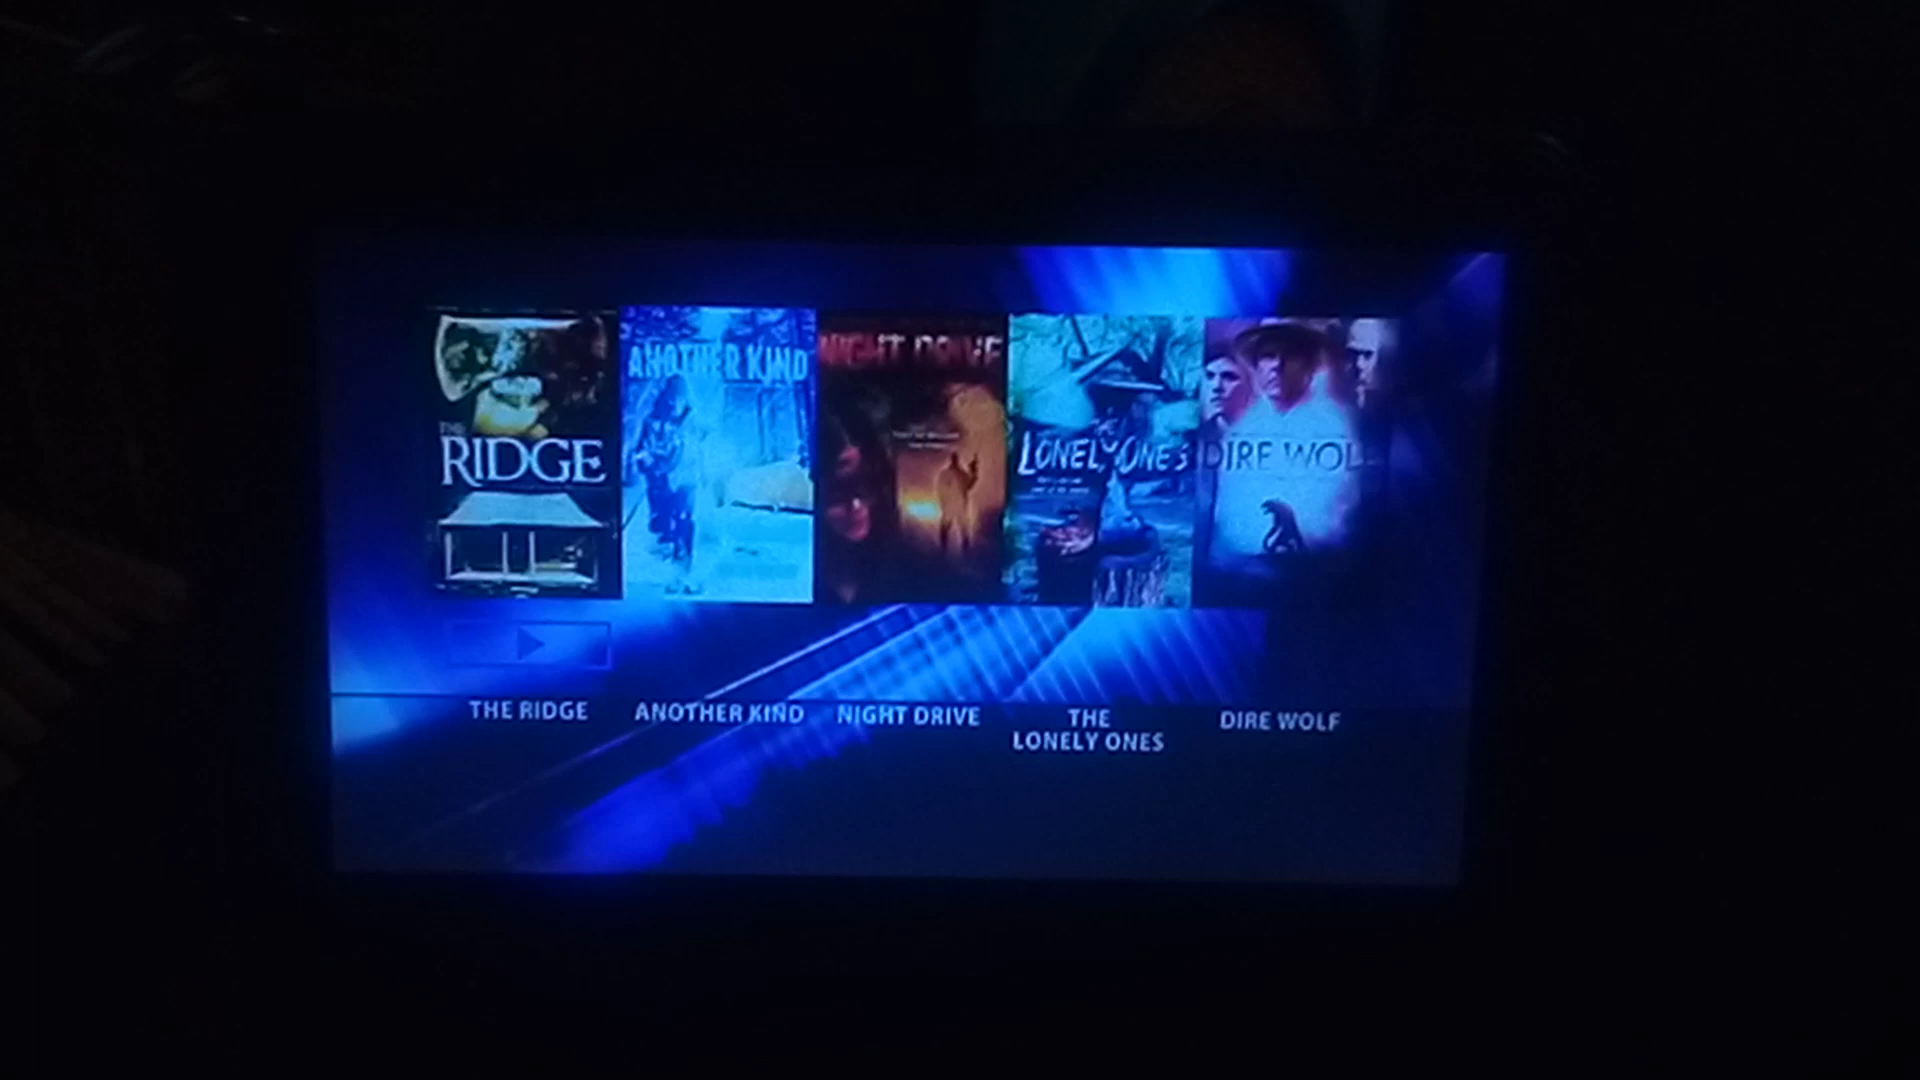 THE
RIDGE
ANOTHER KIND
NIGHT DRIVE
THE
LONELY ONES
DIRE WOLF
THE RIDGE
ANOTHER KIND
NIGHT DRIVE
THE
LONELY ONES
DIRE WOLF